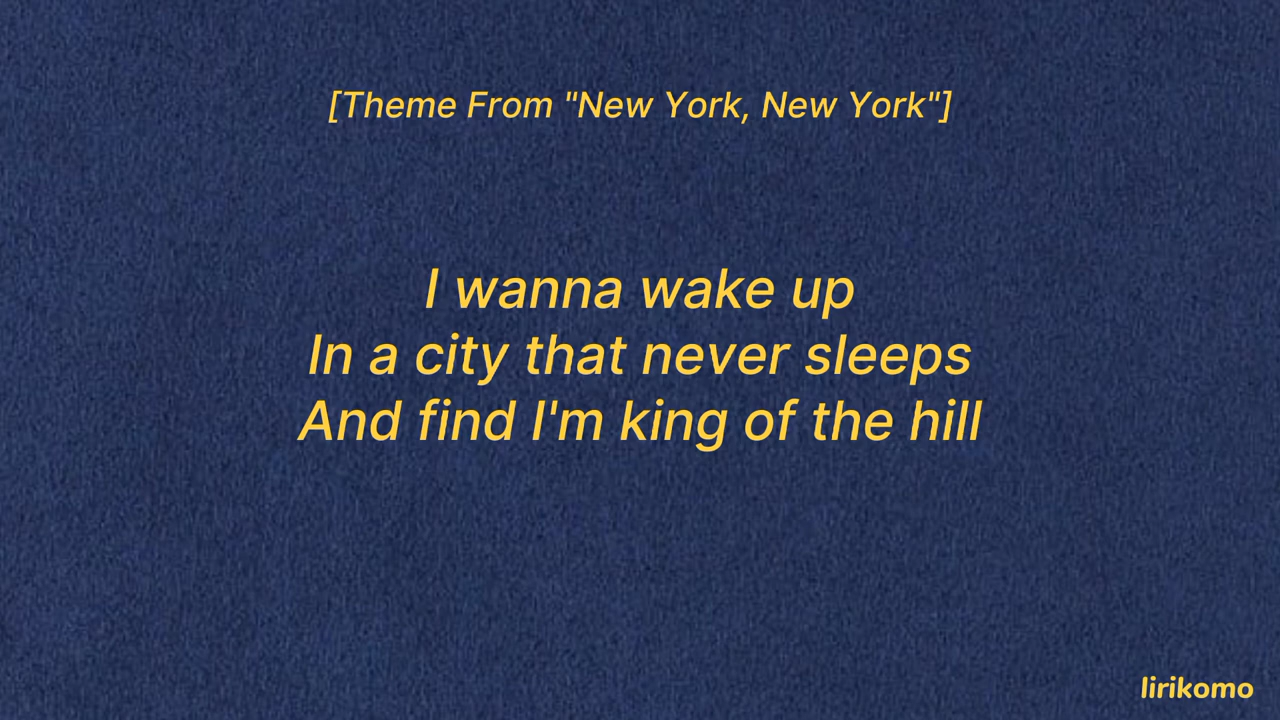 [Theme From "New York, New York"]
I wanna wake up
In a city that never sleeps
And find I'm king of the hill
lirikomo